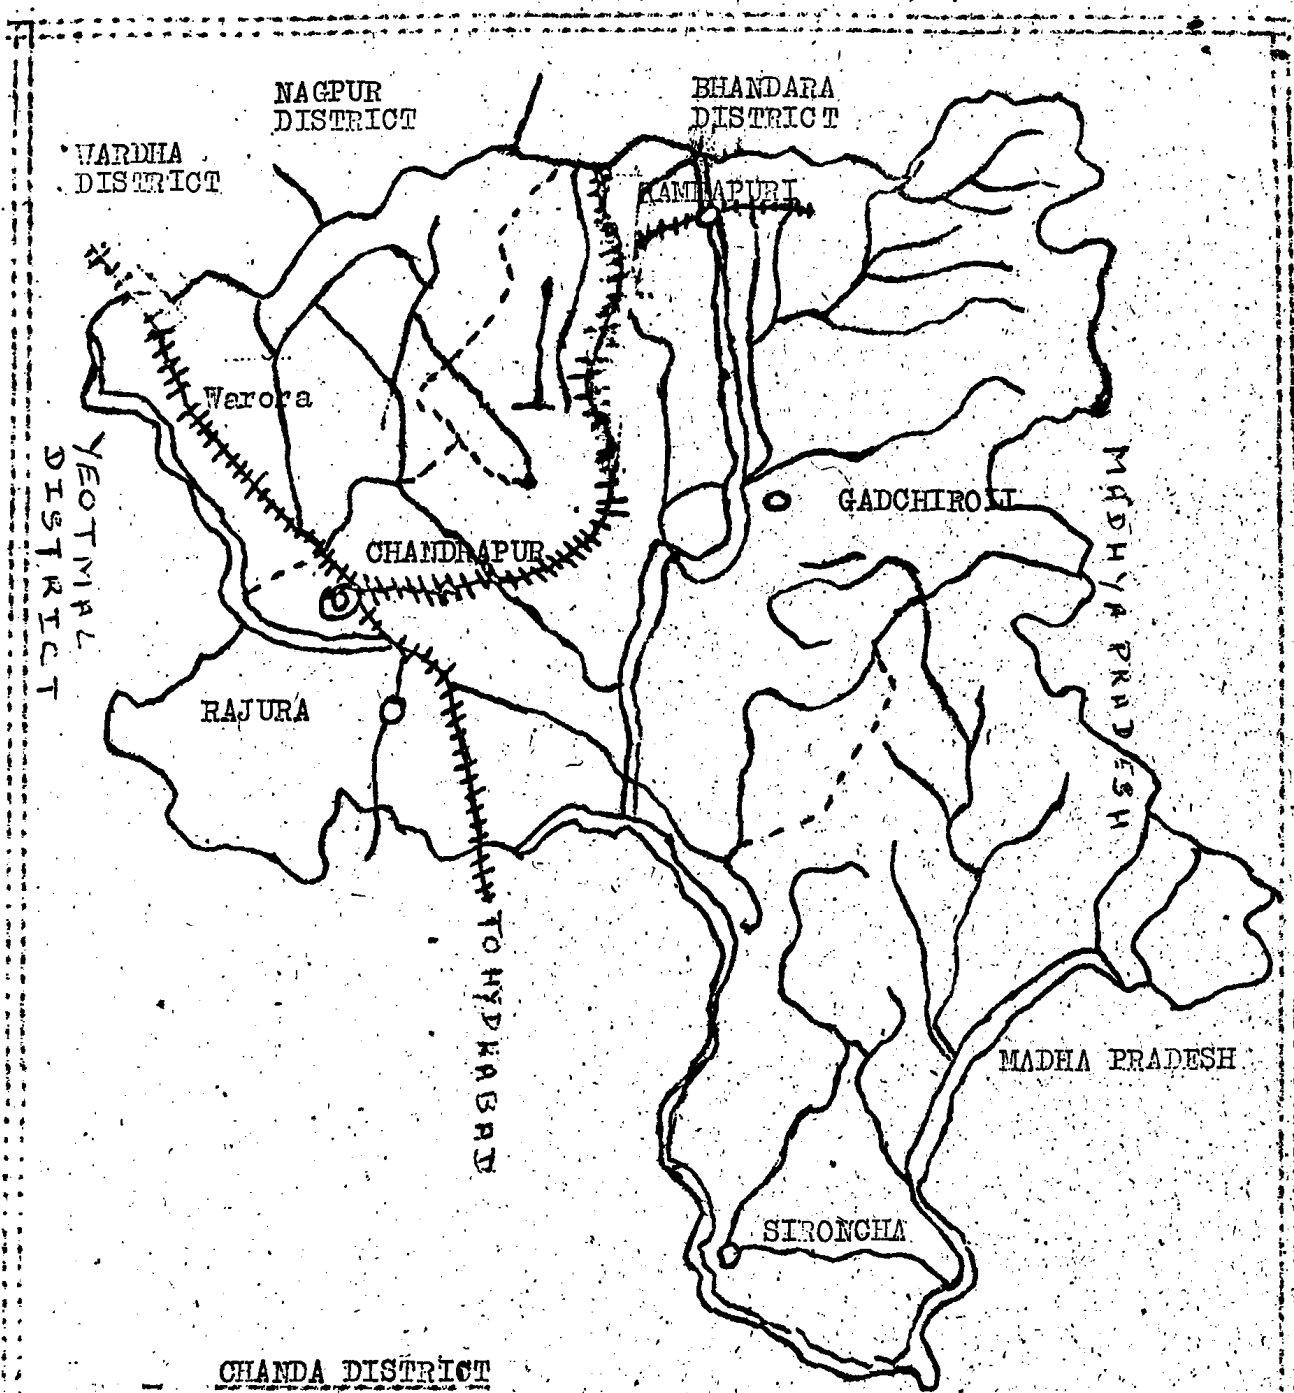 NAGPUR
DISTRICT
BHANDARA
DISTRICT
WARDHA
DISTRICT
Warora
YEOTMAL
DISTRICT
GADCHIROLI
MADHYA PRADESH
CHANDRAPUR
RAJURA
TO HYDRABAD
MADHA PRADESH
SIRONCHA
CHANDA DISTRICT